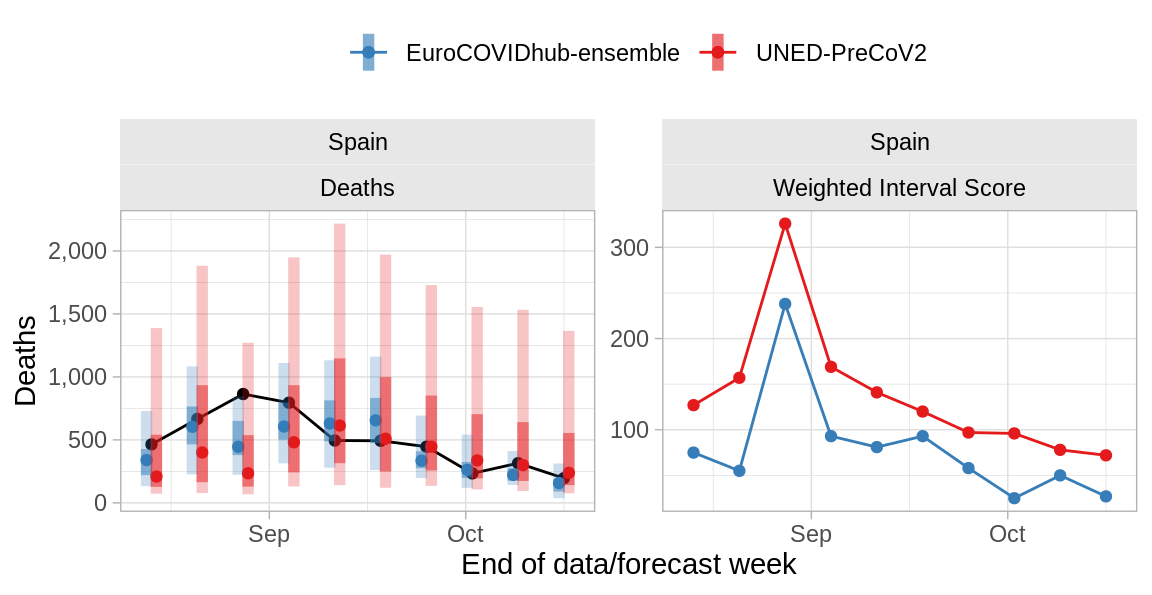 EuroCOVIDhub-ensemble UNED-PreCoV2
Spain
Deaths
Spain
Weighted Interval Score
Deaths
2,000
1,500
1,000
500
0
Sep Oct
300
200
100
Sep Oct
End of data/forecast week